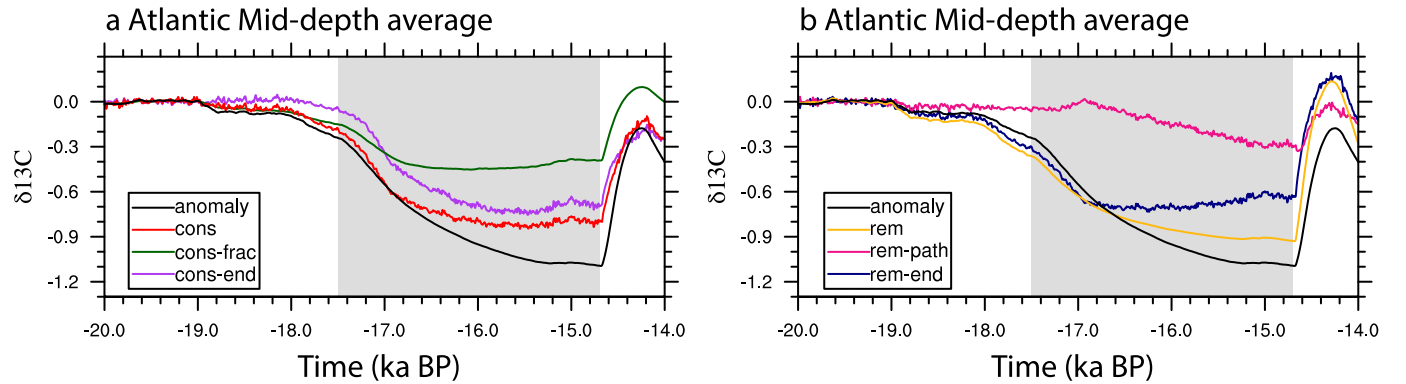 a Atlantic Mid-depth average
δ13C
0.0
-0.3
-0.6
-0.9
-1.2
anomaly
cons
cons-frac
cons-end
-20.0 -19.0 -18.0 -17.0 -16.0 -15.0 -14.0
Time (ka BP)
b Atlantic Mid-depth average
δ13C
0.0
-0.3
-0.6
-0.9
-1.2
anomaly
rem
rem-path
rem-end
-20.0 -19.0 -18.0 -17.0 -16.0 -15.0 -14.0
Time (ka BP)